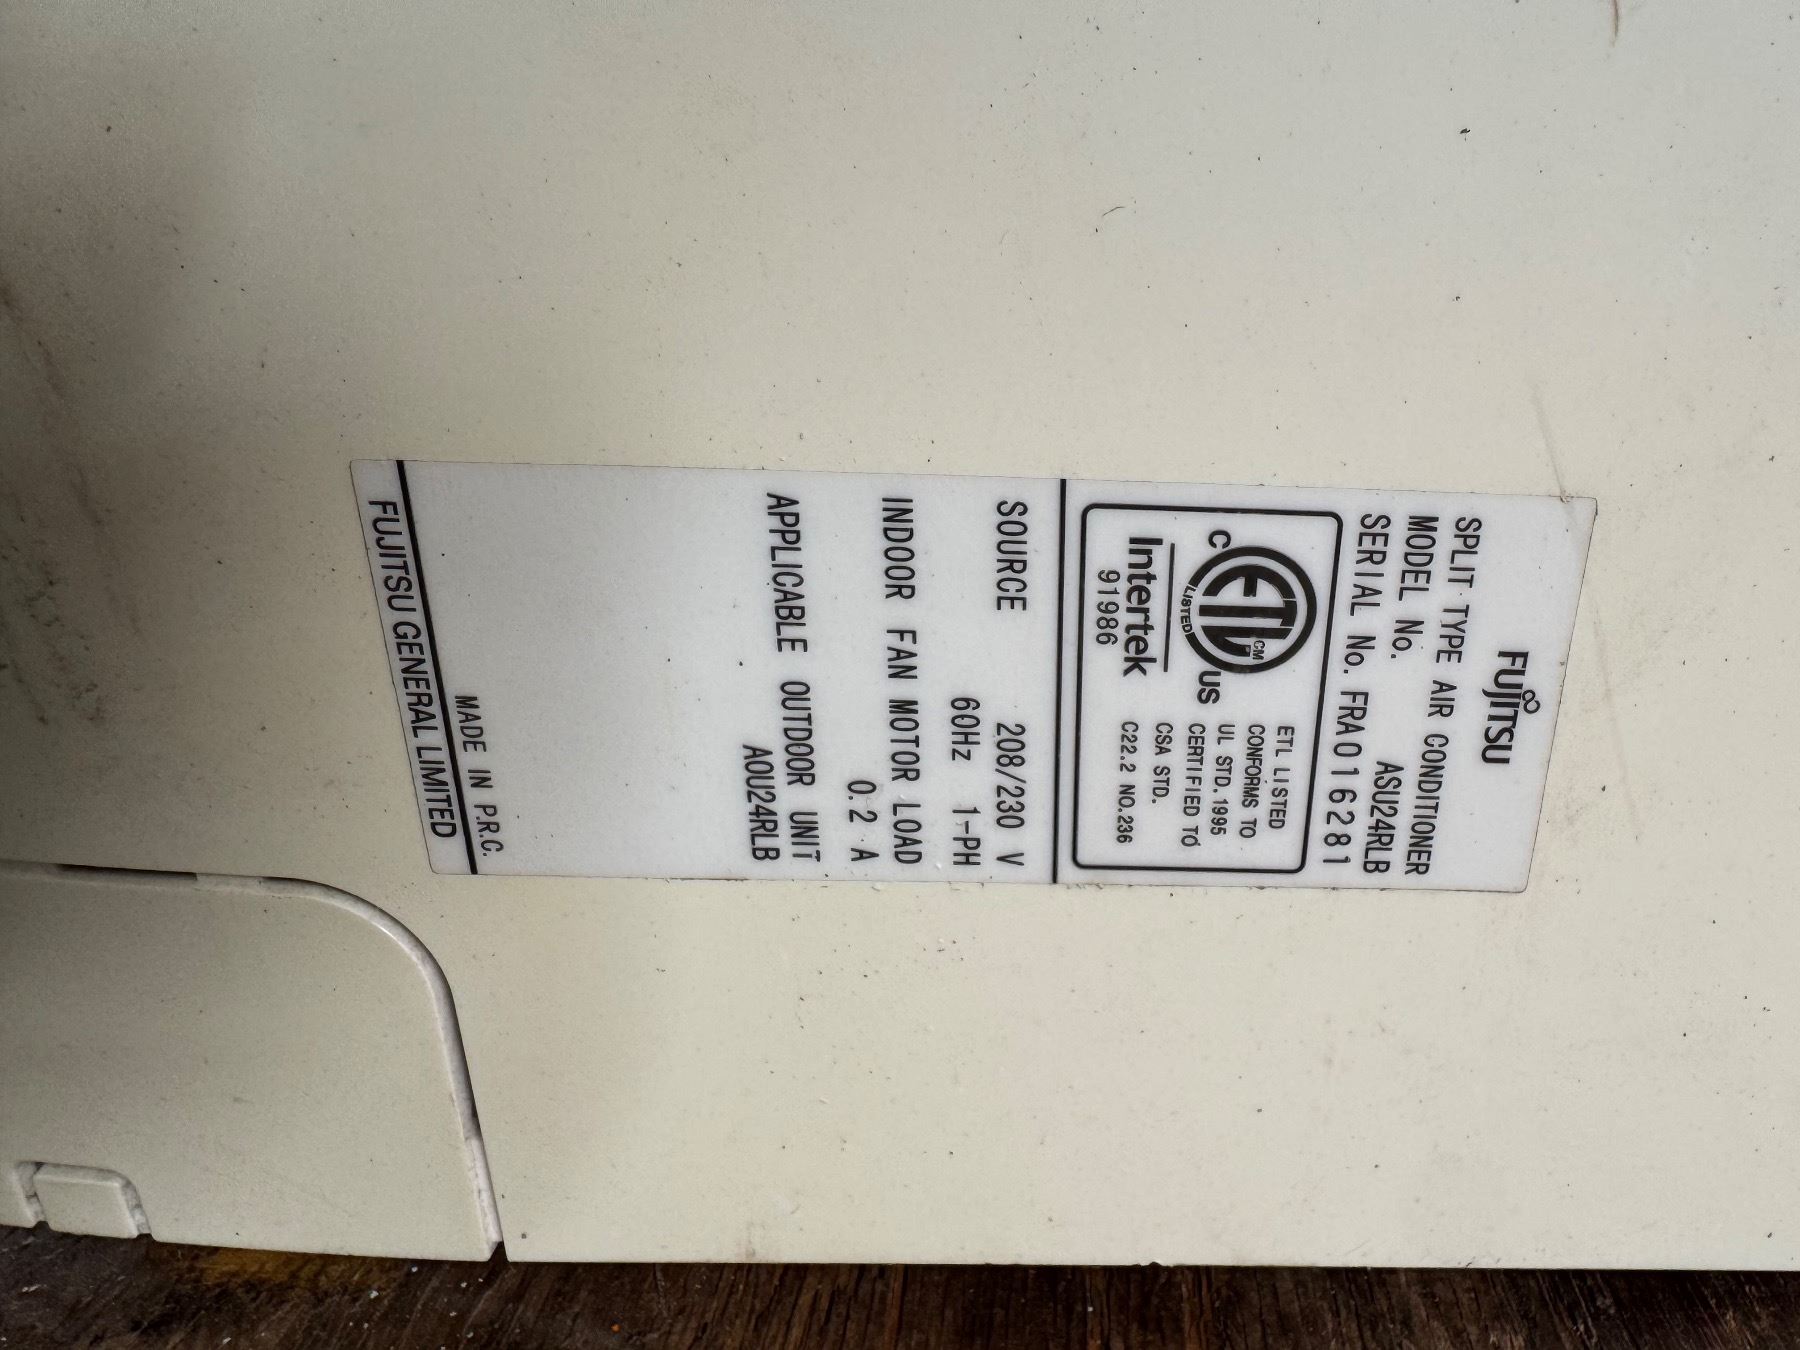 FUJITSU
SPLIT TYPE AIR CONDITIONER
MODEL No. ASU24RLB
SERIAL No. FRA016281
ETL CM
LISTED
C US
Intertek
91986
ETL LISTED
CONFORMS TO
UL STD.1995
CERTIFIED TO
CSA STD.
C22.2 NO.236
SOURCE 208/230 V
60Hz 1-PH
INDOOR FAN MOTOR LOAD
0.2 A
APPLICABLE OUTDOOR UNIT
AOU24RLB
MADE IN P.R.C.
FUJITSU GENERAL LIMITED